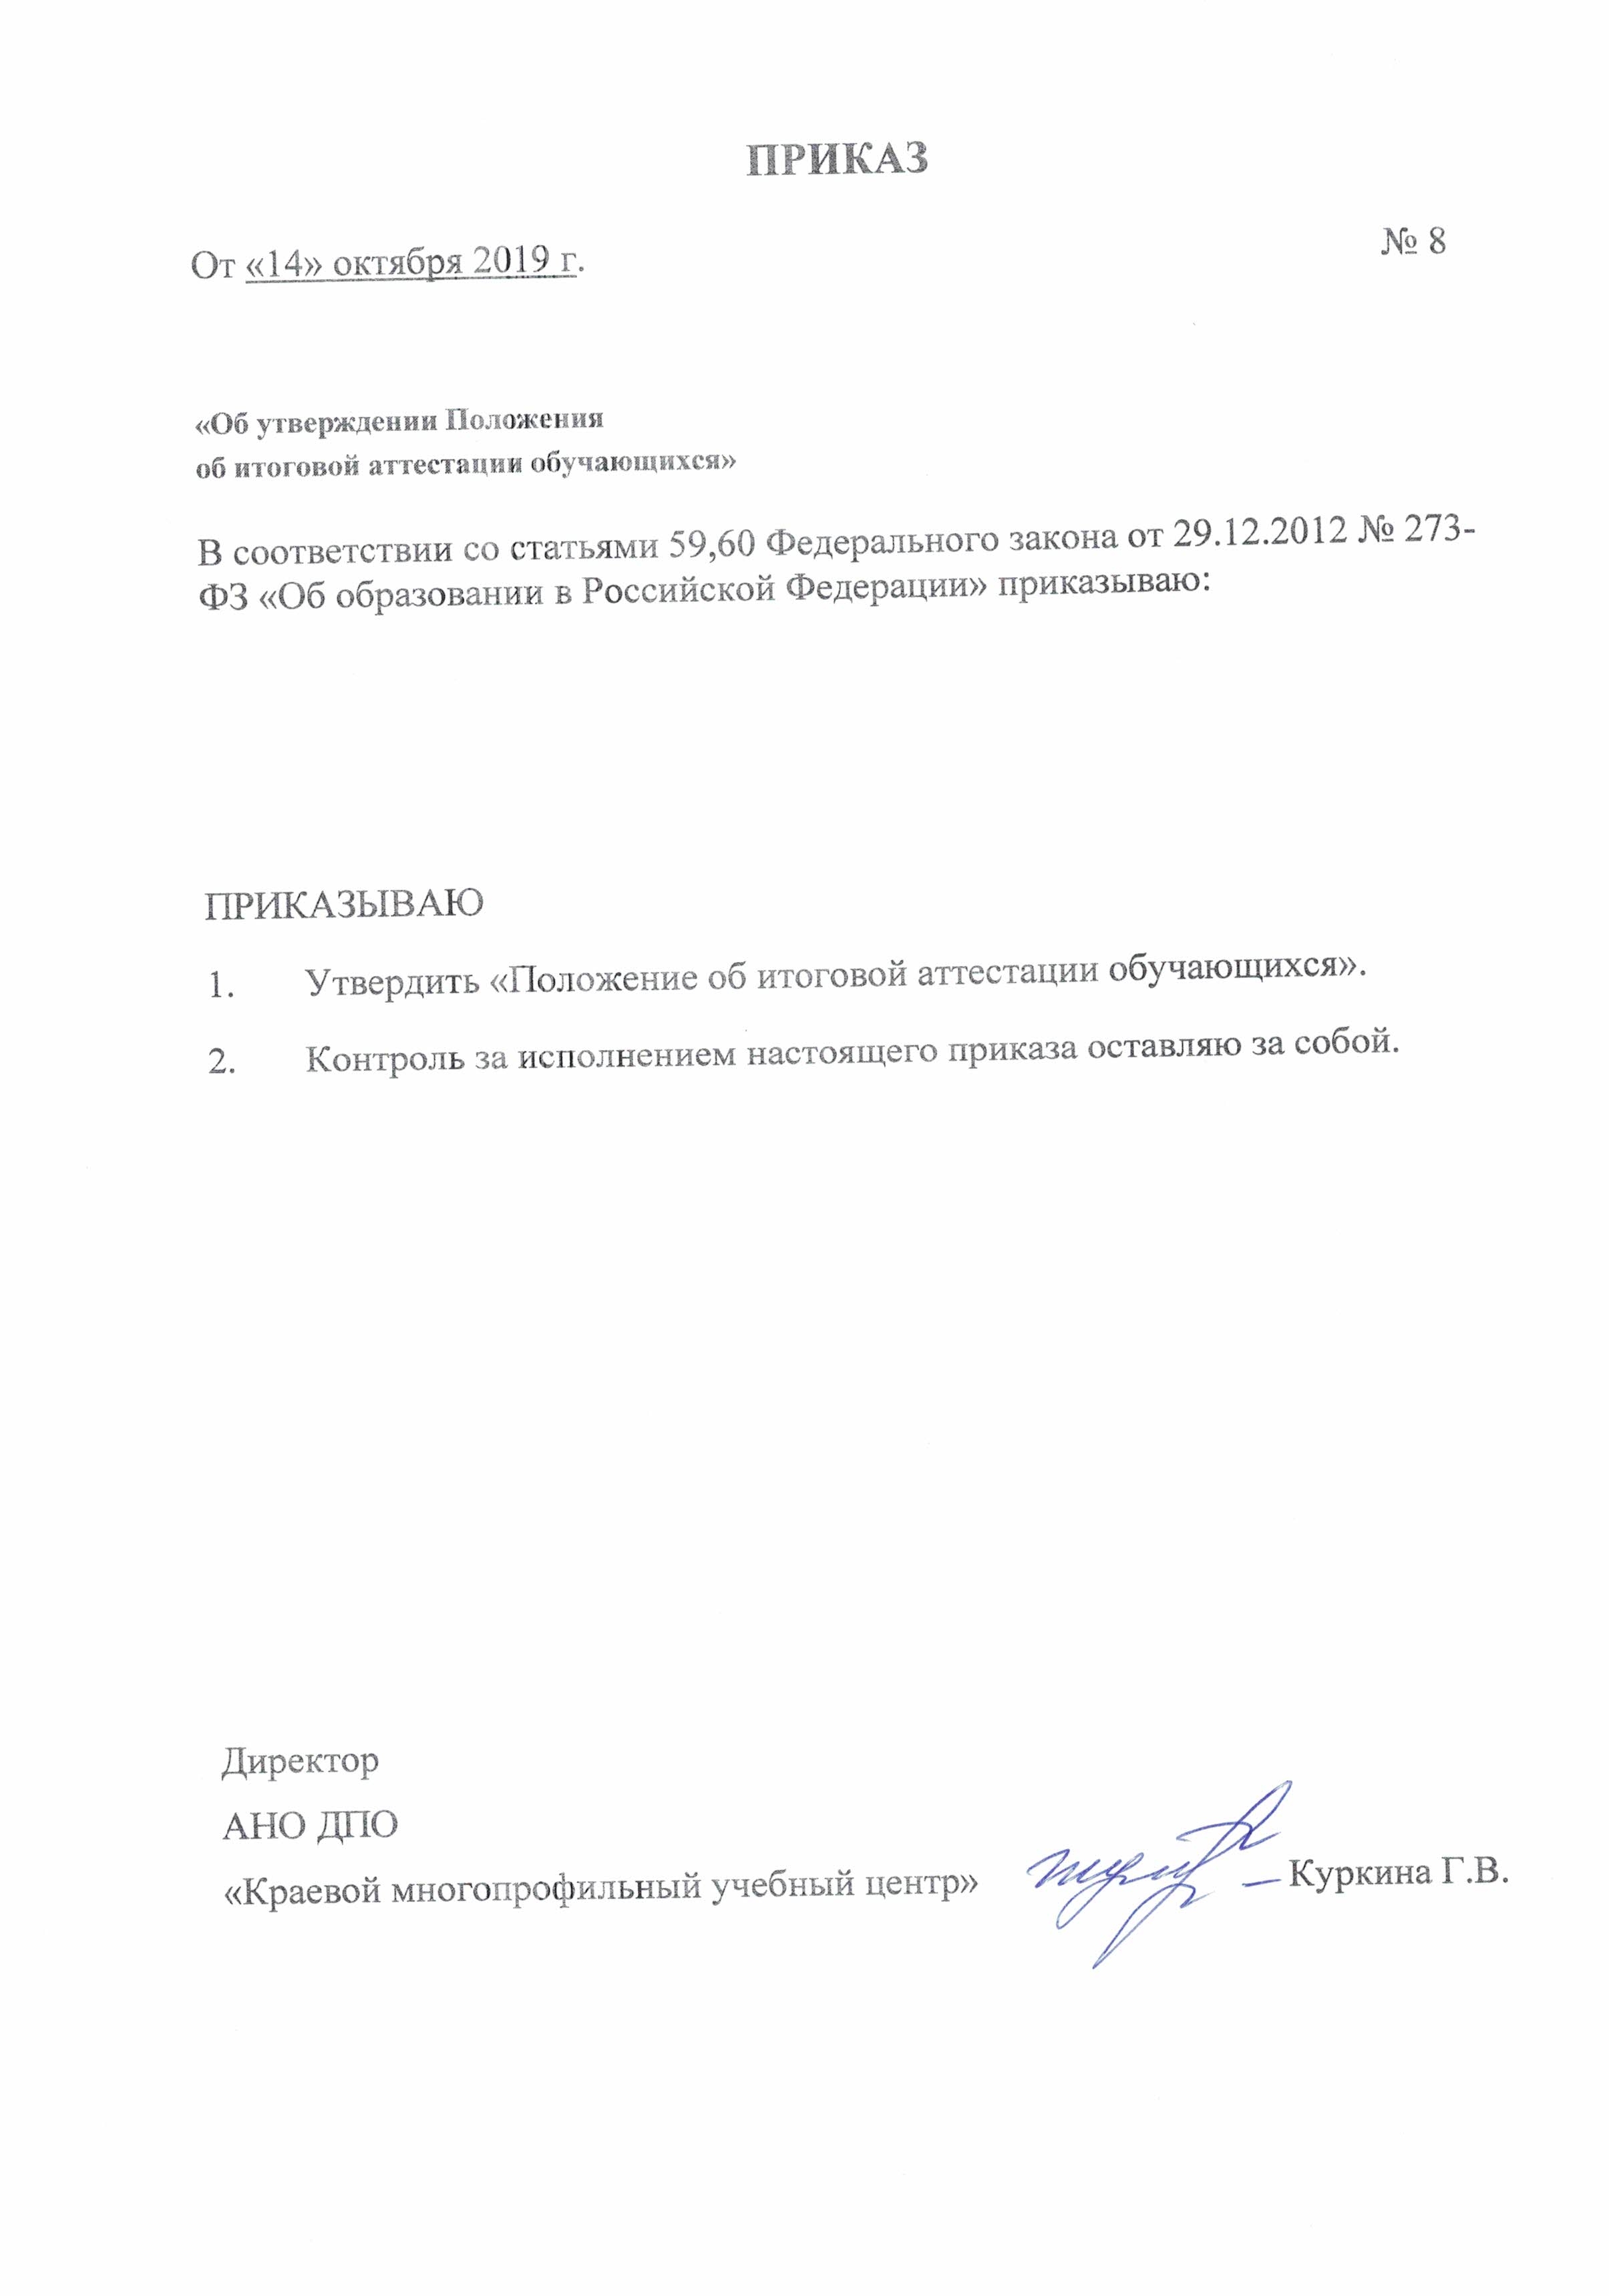 ПРИКАЗ
От «14» октября 2019 г.
№ 8
«Об утверждении Положения
об итоговой аттестации обучающихся»
В соответствии со статьями 59,60 Федерального закона от 29.12.2012 № 273-
ФЗ «Об образовании в Российской Федерации» приказываю:
ПРИКАЗЫВАЮ
1. Утвердить «Положение об итоговой аттестации обучающихся».
2. Контроль за исполнением настоящего приказа оставляю за собой.
Директор
АНО ДПО
«Краевой многопрофильный учебный центр»
Куркина Г.В.